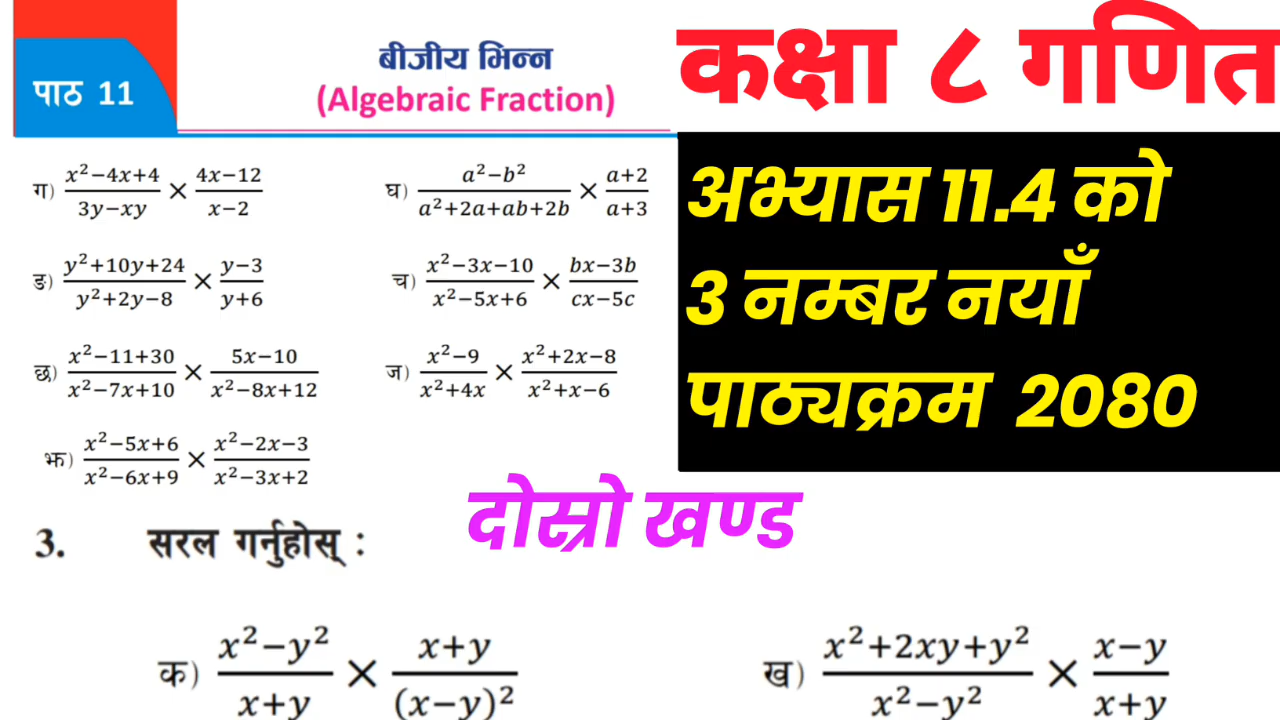 पाठ 11
बीजीय भिन्न
(Algebraic Fraction)
कक्षा ८ गणित
अभ्यास 11.4 को
3 नम्बर नयाँ
पाठ्यक्रम 2080
ग) (x²−4x+4)/(3y−xy) × (4x−12)/(x−2)
घ) (a²−b²)/(a²+2a+ab+2b) × (a+2)/(a+3)
ङ) (y²+10y+24)/(y²+2y−8) × (y−3)/(y+6)
च) (x²−3x−10)/(x²−5x+6) × (bx−3b)/(cx−5c)
छ) (x²−11+30)/(x²−7x+10) × (5x−10)/(x²−8x+12)
ज) (x²−9)/(x²+4x) × (x²+2x−8)/(x²+x−6)
झ) (x²−5x+6)/(x²−6x+9) × (x²−2x−3)/(x²−3x+2)
दोस्रो खण्ड
3. सरल गर्नुहोस् :
क) (x²−y²)/(x+y) × (x+y)/(x−y)²
ख) (x²+2xy+y²)/(x²−y²) × (x−y)/(x+y)